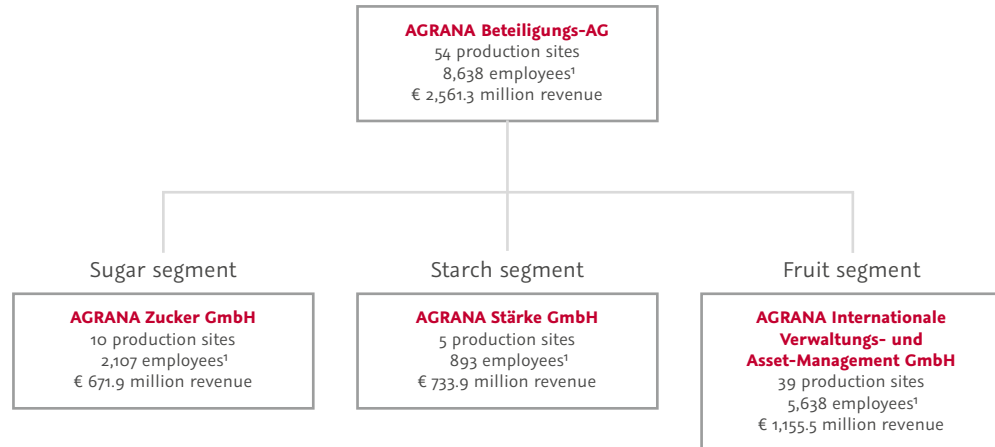 AGRANA Beteiligungs-AG
54 production sites
8,638 employees¹
€ 2,561.3 million revenue
Sugar segment
AGRANA Zucker GmbH
10 production sites
2,107 employees¹
€ 671.9 million revenue
Starch segment
AGRANA Stärke GmbH
5 production sites
893 employees¹
€ 733.9 million revenue
Fruit segment
AGRANA Internationale
Verwaltungs- und
Asset-Management GmbH
39 production sites
5,638 employees¹
€ 1,155.5 million revenue